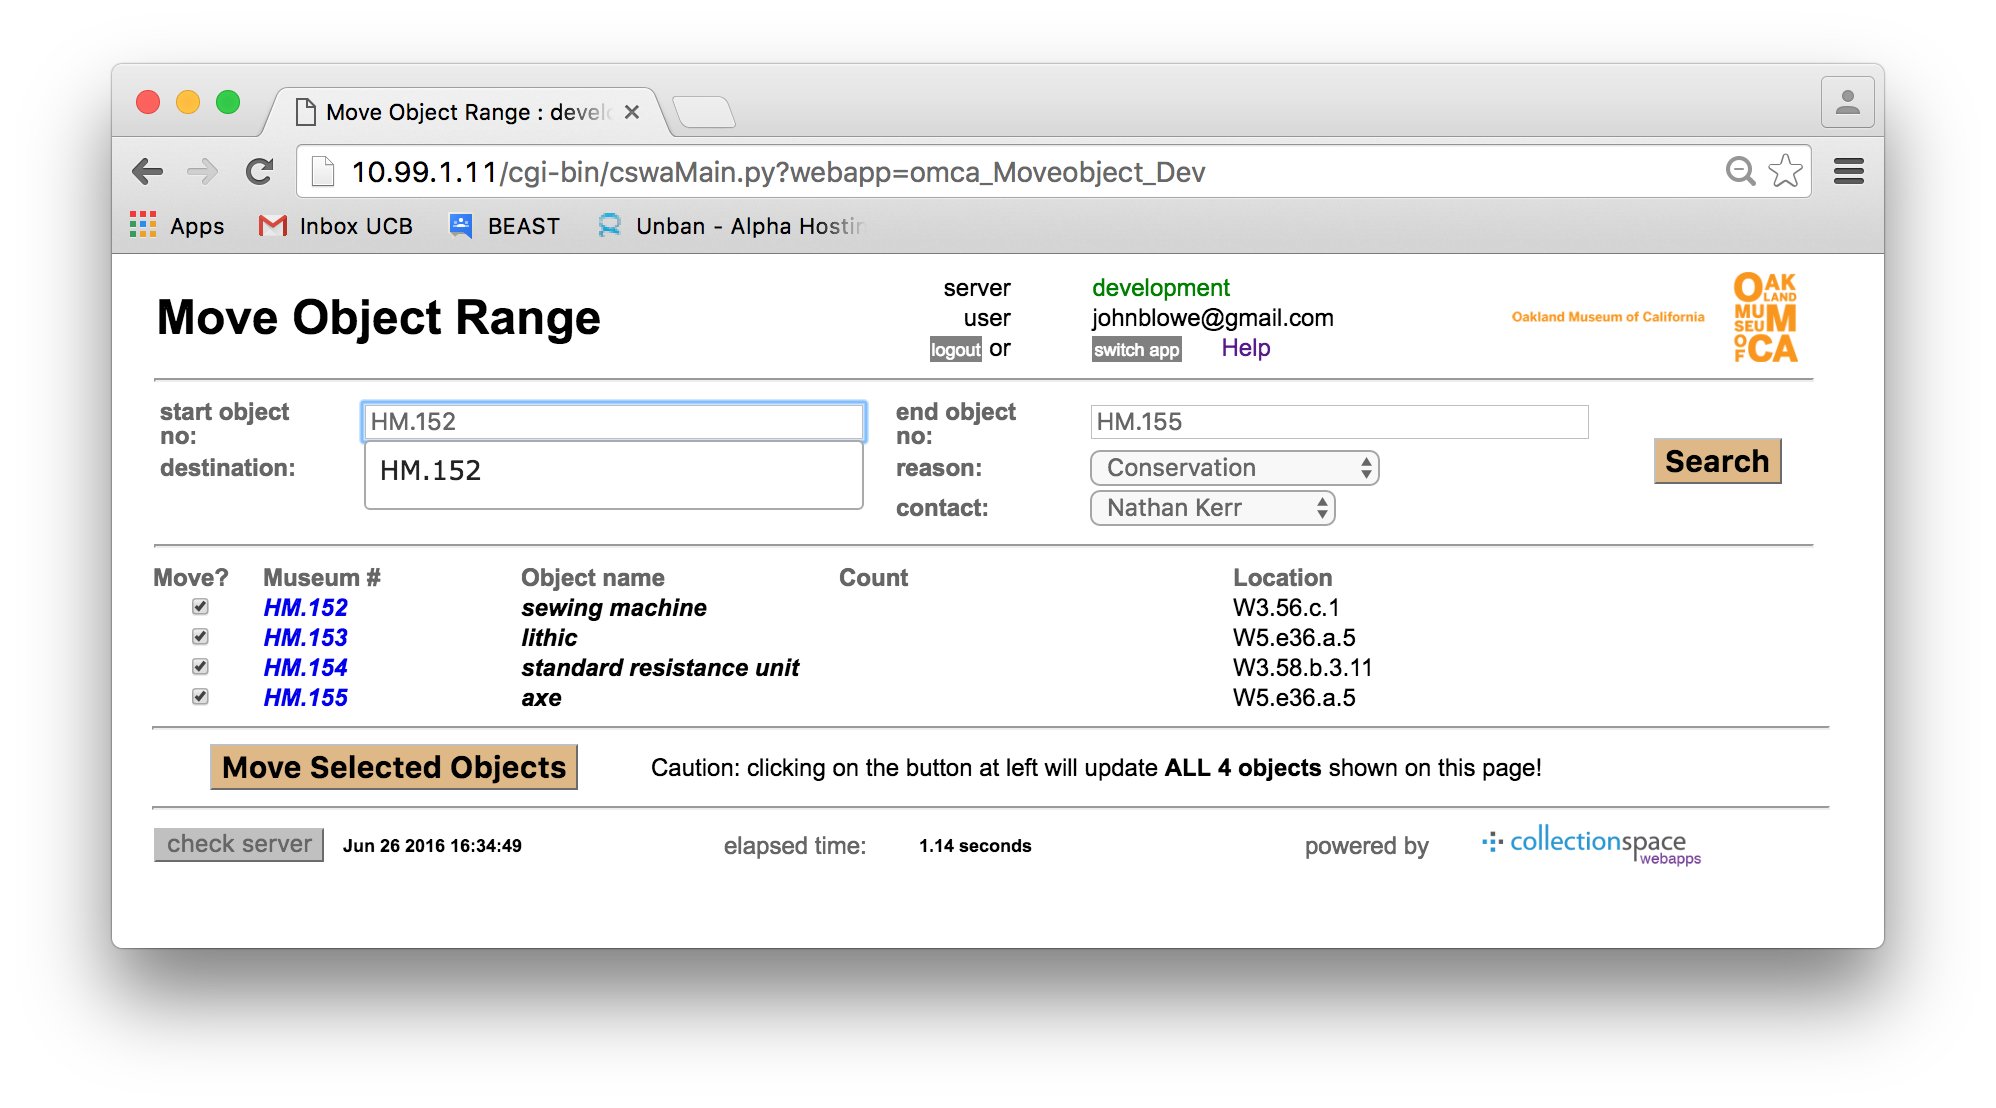 Move Object Range : devel
10.99.1.11/cgi-bin/cswaMain.py?webapp=omca_Moveobject_Dev
Apps Inbox UCB BEAST Unban - Alpha Hostin
Move Object Range
server development
user johnblowe@gmail.com
logout or switch app Help
Oakland Museum of California
OAK
LAND
MUM
SEU
OF CA
start object no: HM.152
HM.152
end object no: HM.155
destination:
reason: Conservation
contact: Nathan Kerr
Search
Move? Museum # Object name Count Location
HM.152 sewing machine W3.56.c.1
HM.153 lithic W5.e36.a.5
HM.154 standard resistance unit W3.58.b.3.11
HM.155 axe W5.e36.a.5
Move Selected Objects Caution: clicking on the button at left will update ALL 4 objects shown on this page!
check server Jun 26 2016 16:34:49 elapsed time: 1.14 seconds powered by collectionspace
webapps